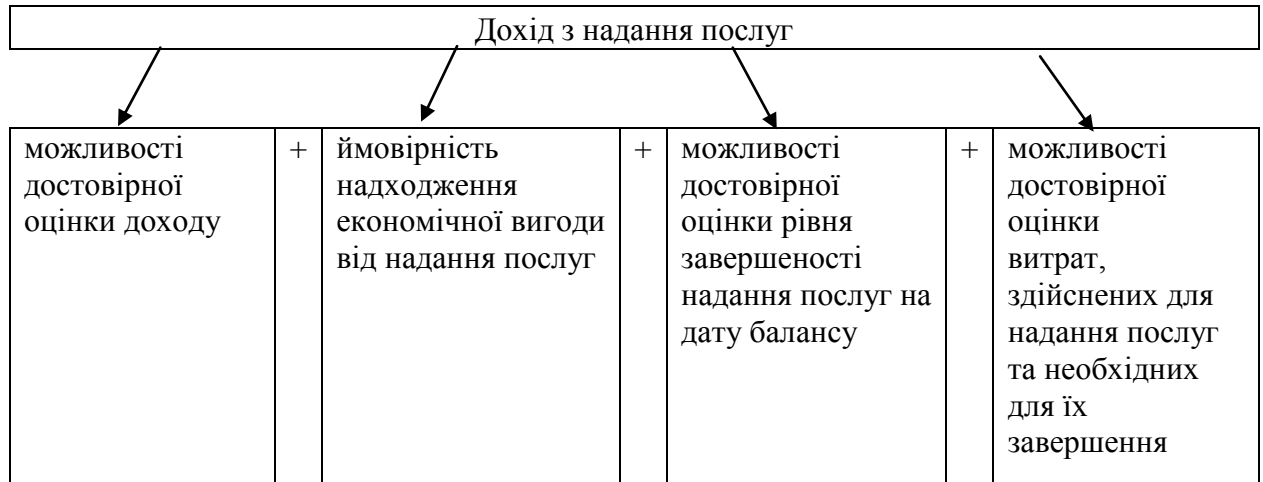 Дохід з надання послуг
можливості
достовірної
оцінки доходу
+
ймовірність
надходження
економічної вигоди
від надання послуг
+
можливості
достовірної
оцінки рівня
завершеності
надання послуг на
дату балансу
+
можливості
достовірної
оцінки
витрат,
здійснених для
надання послуг
та необхідних
для їх
завершення